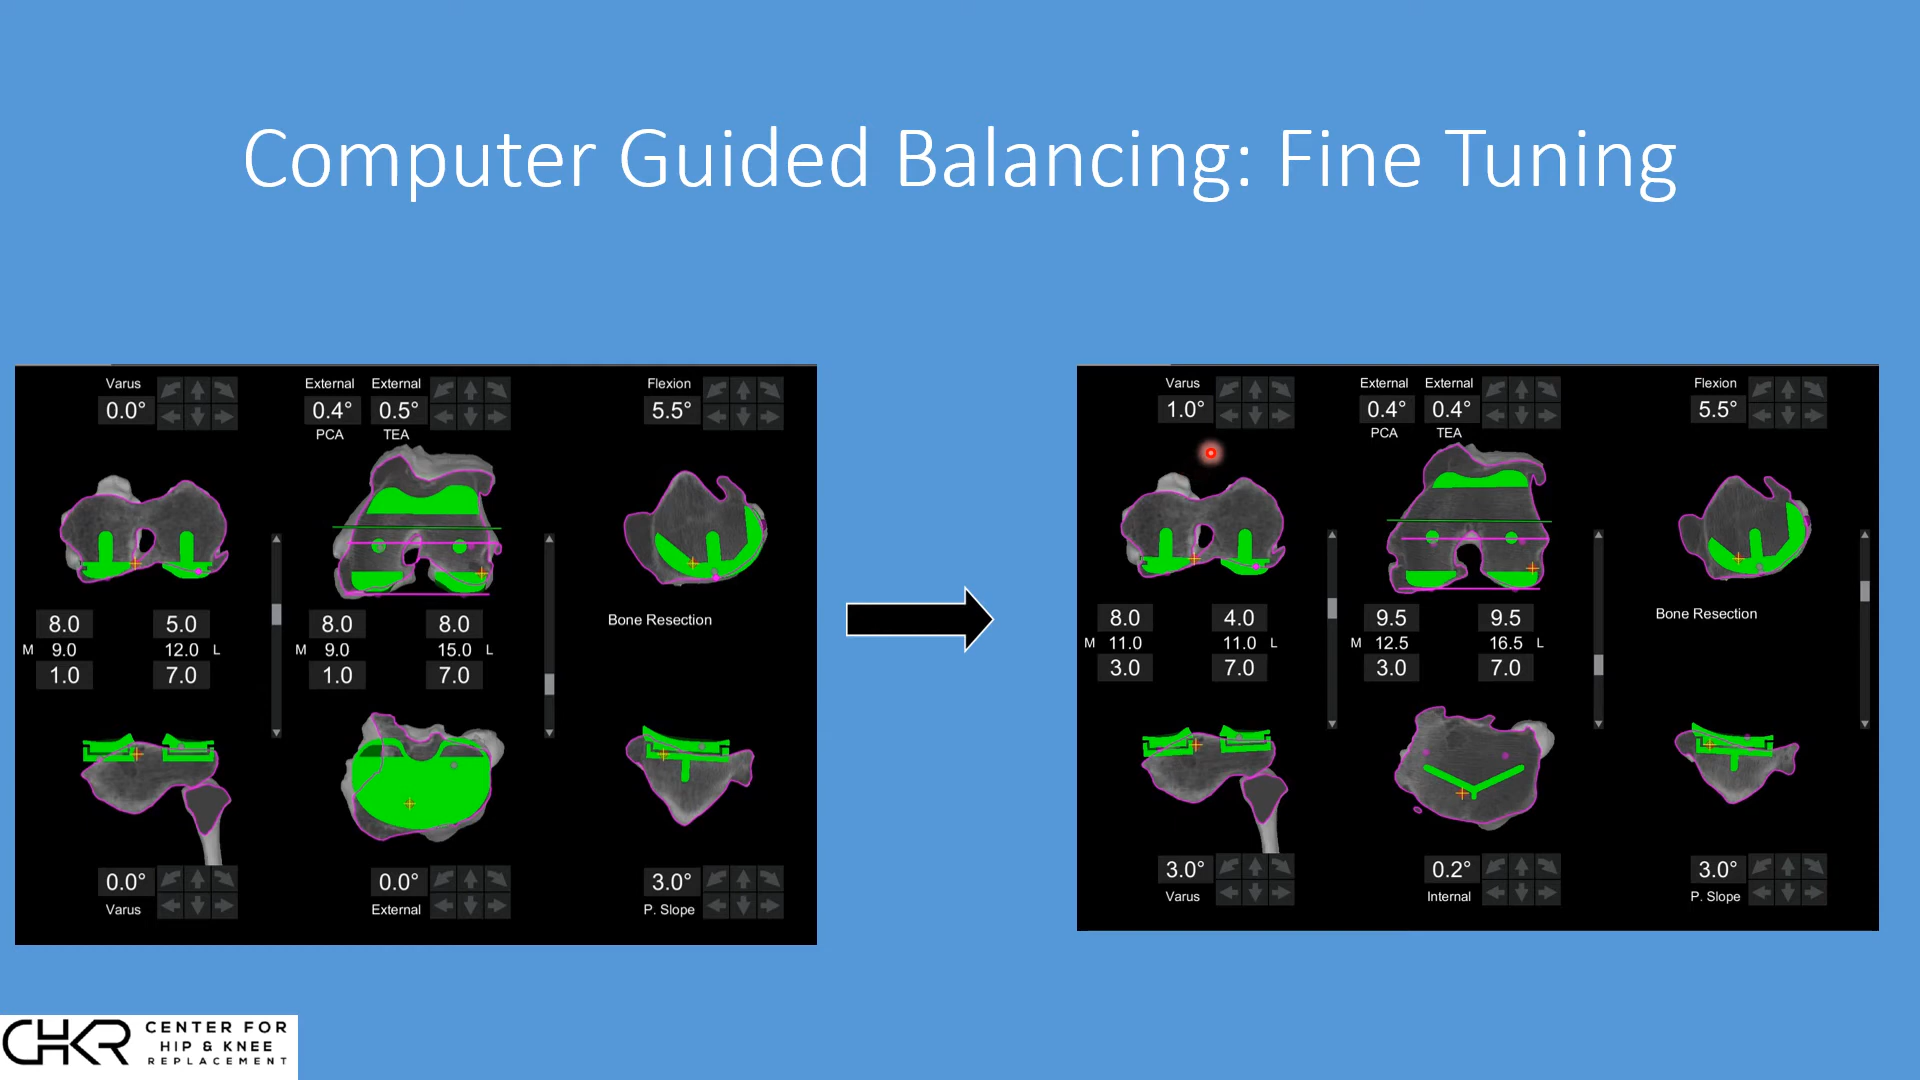 Computer Guided Balancing: Fine Tuning
Varus
0.0°
External External
0.4° 0.5°
PCA TEA
Flexion
5.5°
8.0 5.0
M 9.0 12.0 L
1.0 7.0
8.0 8.0
M 9.0 15.0 L
1.0 7.0
Bone Resection
0.0°
Varus
0.0°
External
3.0°
P. Slope
Varus
1.0°
External External
0.4° 0.4°
PCA TEA
Flexion
5.5°
8.0 4.0
M 11.0 11.0 L
3.0 7.0
9.5 9.5
M 12.5 16.5 L
3.0 7.0
Bone Resection
3.0°
Varus
0.2°
Internal
3.0°
P. Slope
CHKR
CENTER FOR
HIP & KNEE
REPLACEMENT